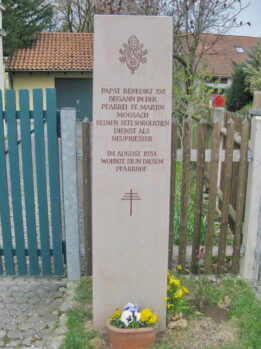 PAPST BENEDIKT XVI
BEGANN IN DER
PFARREI ST. MARTIN
MOOSACH
SEINEN SEELSORGLICHEN
DIENST ALS
NEUPRIESTER
IM AUGUST 1951
WOHNTE ER IN DIESEM
PFARRHOF